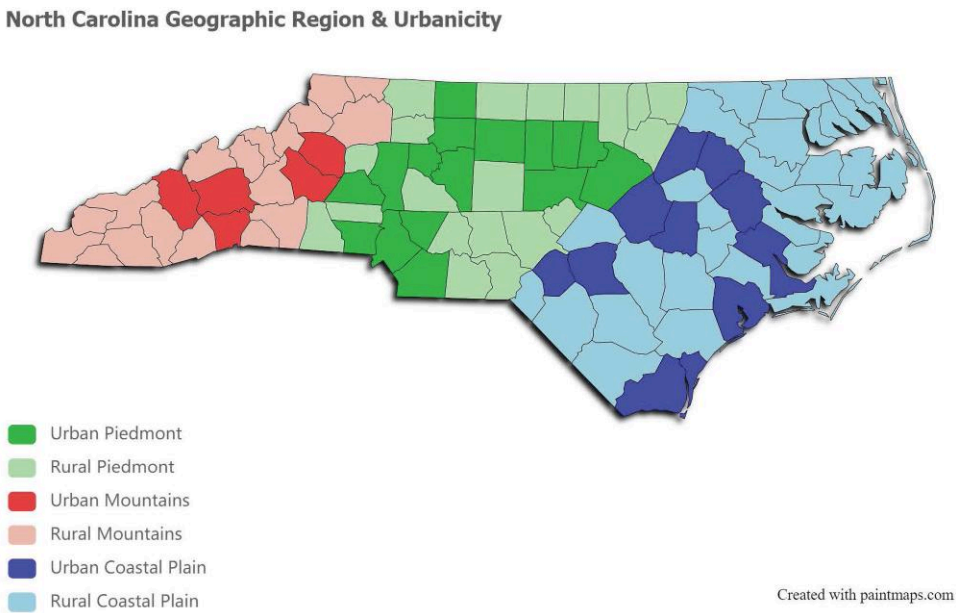 North Carolina Geographic Region & Urbanicity
Urban Piedmont
Rural Piedmont
Urban Mountains
Rural Mountains
Urban Coastal Plain
Rural Coastal Plain
Created with paintmaps.com